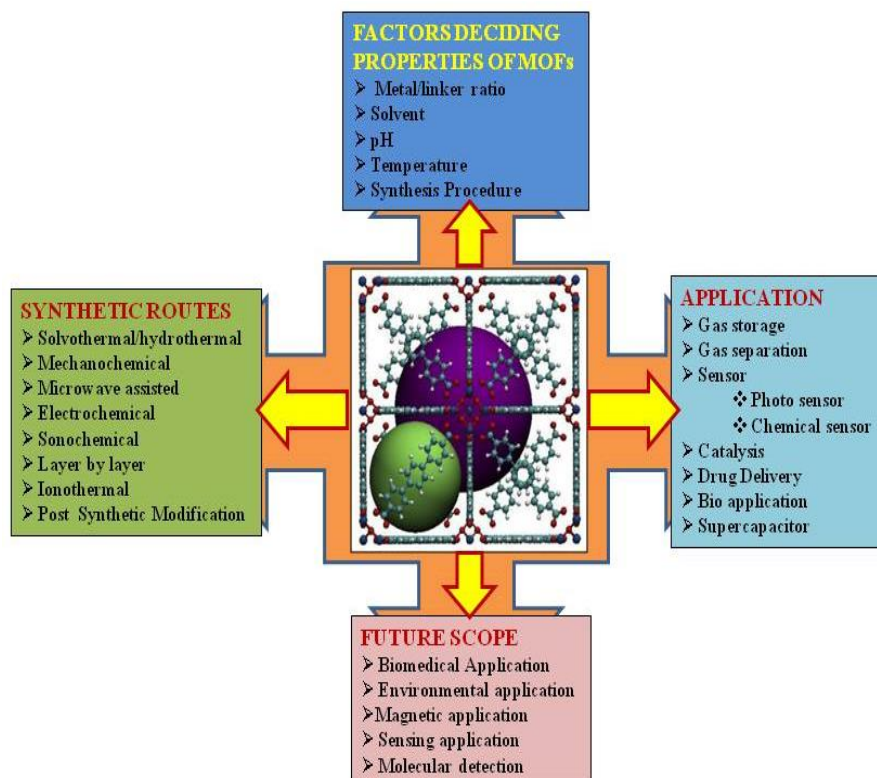 FACTORS DECIDING
PROPERTIES OF MOFs
➢ Metal/linker ratio
➢ Solvent
➢ pH
➢ Temperature
➢ Synthesis Procedure
SYNTHETIC ROUTES
➢ Solvothermal/hydrothermal
➢ Mechanochemical
➢ Microwave assisted
➢ Electrochemical
➢ Sonochemical
➢ Layer by layer
➢ Ionothermal
➢ Post Synthetic Modification
APPLICATION
➢ Gas storage
➢ Gas separation
➢ Sensor
❖ Photo sensor
❖ Chemical sensor
➢ Catalysis
➢ Drug Delivery
➢ Bio application
➢ Supercapacitor
FUTURE SCOPE
➢ Biomedical Application
➢ Environmental application
➢ Magnetic application
➢ Sensing application
➢ Molecular detection